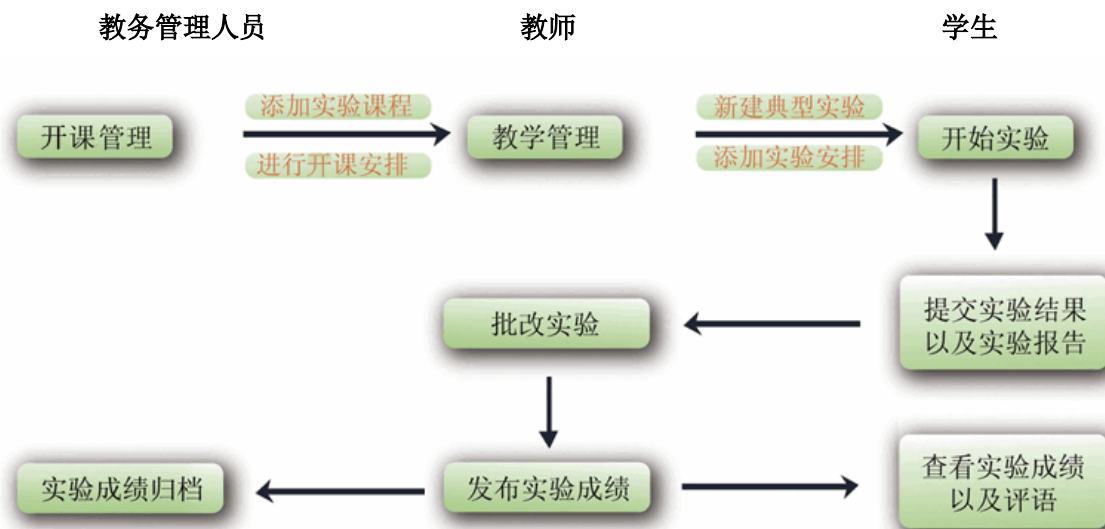 教务管理人员
教师
学生
添加实验课程
新建典型实验
开课管理
教学管理
开始实验
进行开课安排
添加实验安排
提交实验结果
以及实验报告
批改实验
查看实验成绩
以及评语
实验成绩归档
发布实验成绩